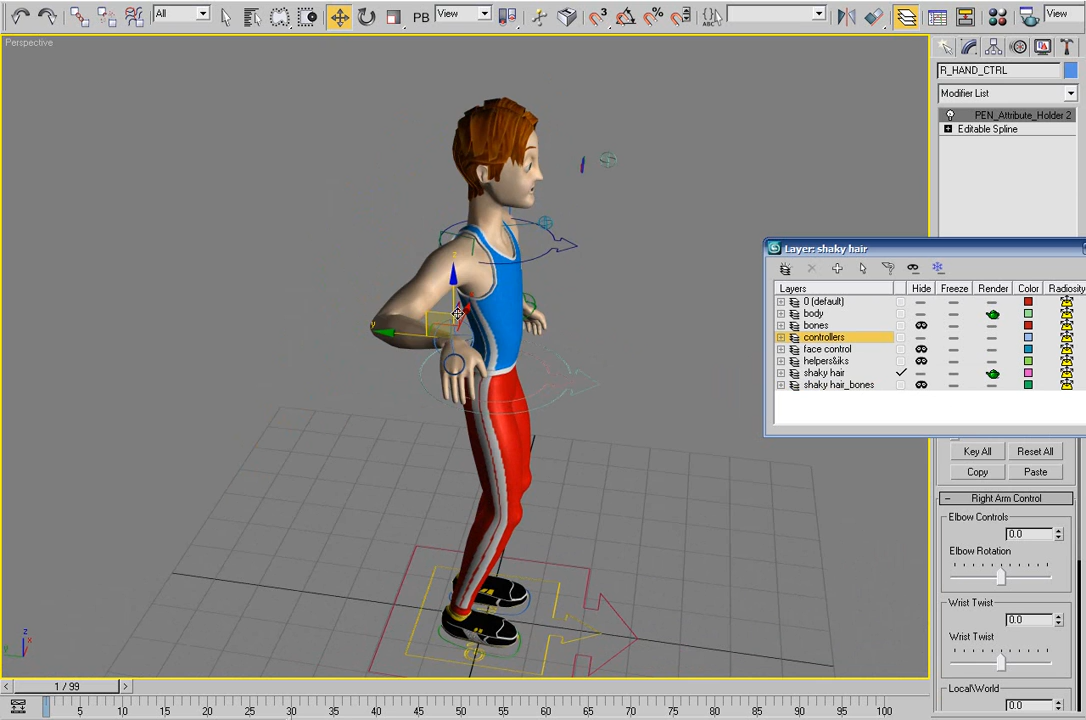 All
PB
View
View
Perspective
R_HAND_CTRL
Modifier List
PEN_Attribute_Holder 2
Editable Spline
Layer: shaky hair
Layers Hide Freeze Render Color Radiosity
0 (default)
body
bones
controllers
face control
helpers&iks
shaky hair
shaky hair_bones
Key All Reset All
Copy Paste
Right Arm Control
Elbow Controls
0.0
Elbow Rotation
Wrist Twist
0.0
Wrist Twist
Local\World
0.0
z
x
y
y
1 / 99
5 10 15 20 25 30 35 40 45 50 55 60 65 70 75 80 85 90 95 100